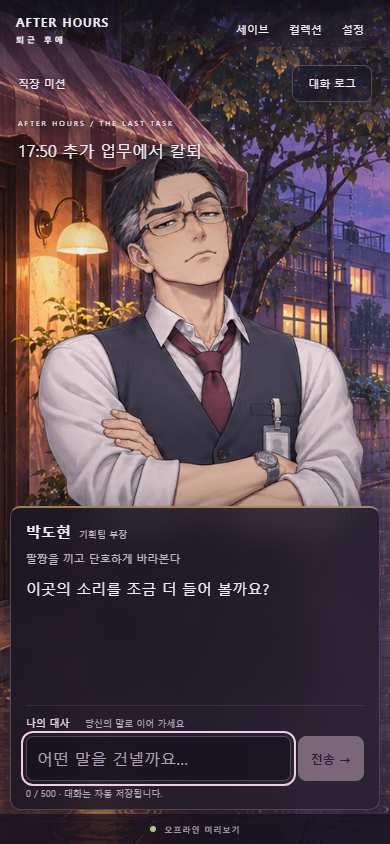 AFTER HOURS
퇴근 후에
세이브 컬렉션 설정
직장 미션
대화 로그
AFTER HOURS / THE LAST TASK
17:50 추가 업무에서 칼퇴
박도현 기획팀 부장
팔짱을 끼고 단호하게 바라본다
이곳의 소리를 조금 더 들어 볼까요?
나의 대사 당신의 말로 이어 가세요
어떤 말을 건넬까요...
전송 →
0 / 500 · 대화는 자동 저장됩니다.
오프라인 미리보기